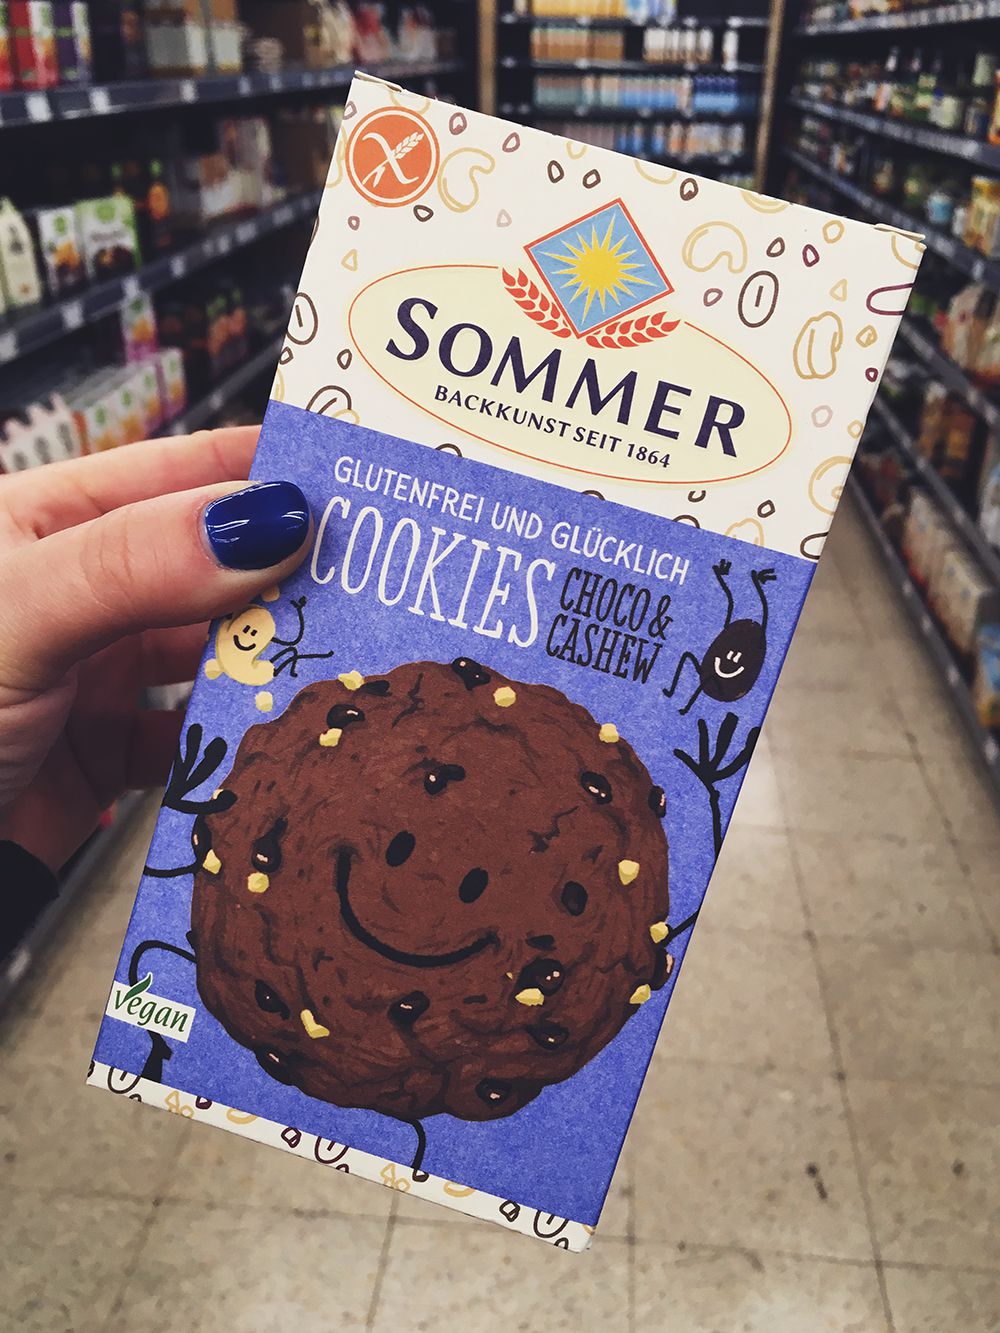 SOMMER
BACKKUNST SEIT 1864
GLUTENFREI UND GLÜCKLICH
COOKIES
CHOCO &
CASHEW
vegan